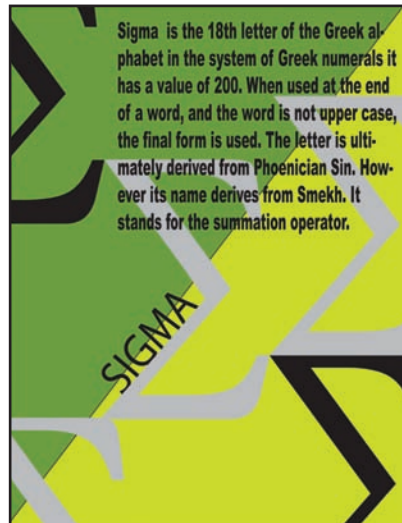 Sigma is the 18th letter of the Greek al-
phabet in the system of Greek numerals it
has a value of 200. When used at the end
of a word, and the word is not upper case,
the final form is used. The letter is ulti-
mately derived from Phoenician Sin. How-
ever its name derives from Smekh. It
stands for the summation operator.
SIGMA